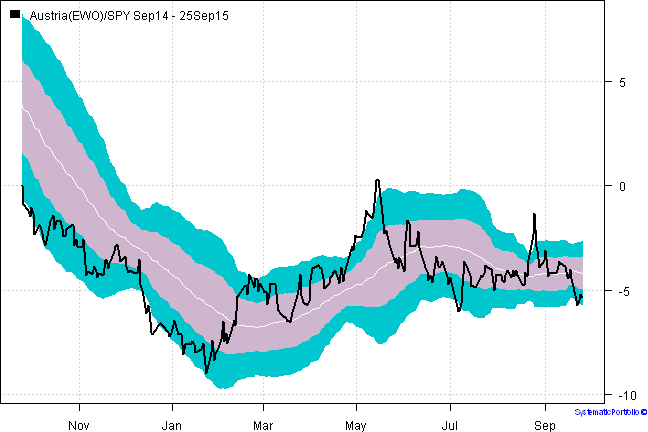 Austria(EWO)/SPY Sep14 - 25Sep15
5
0
-5
-10
Nov Jan Mar May Jul Sep
SystematicPortfolio ©